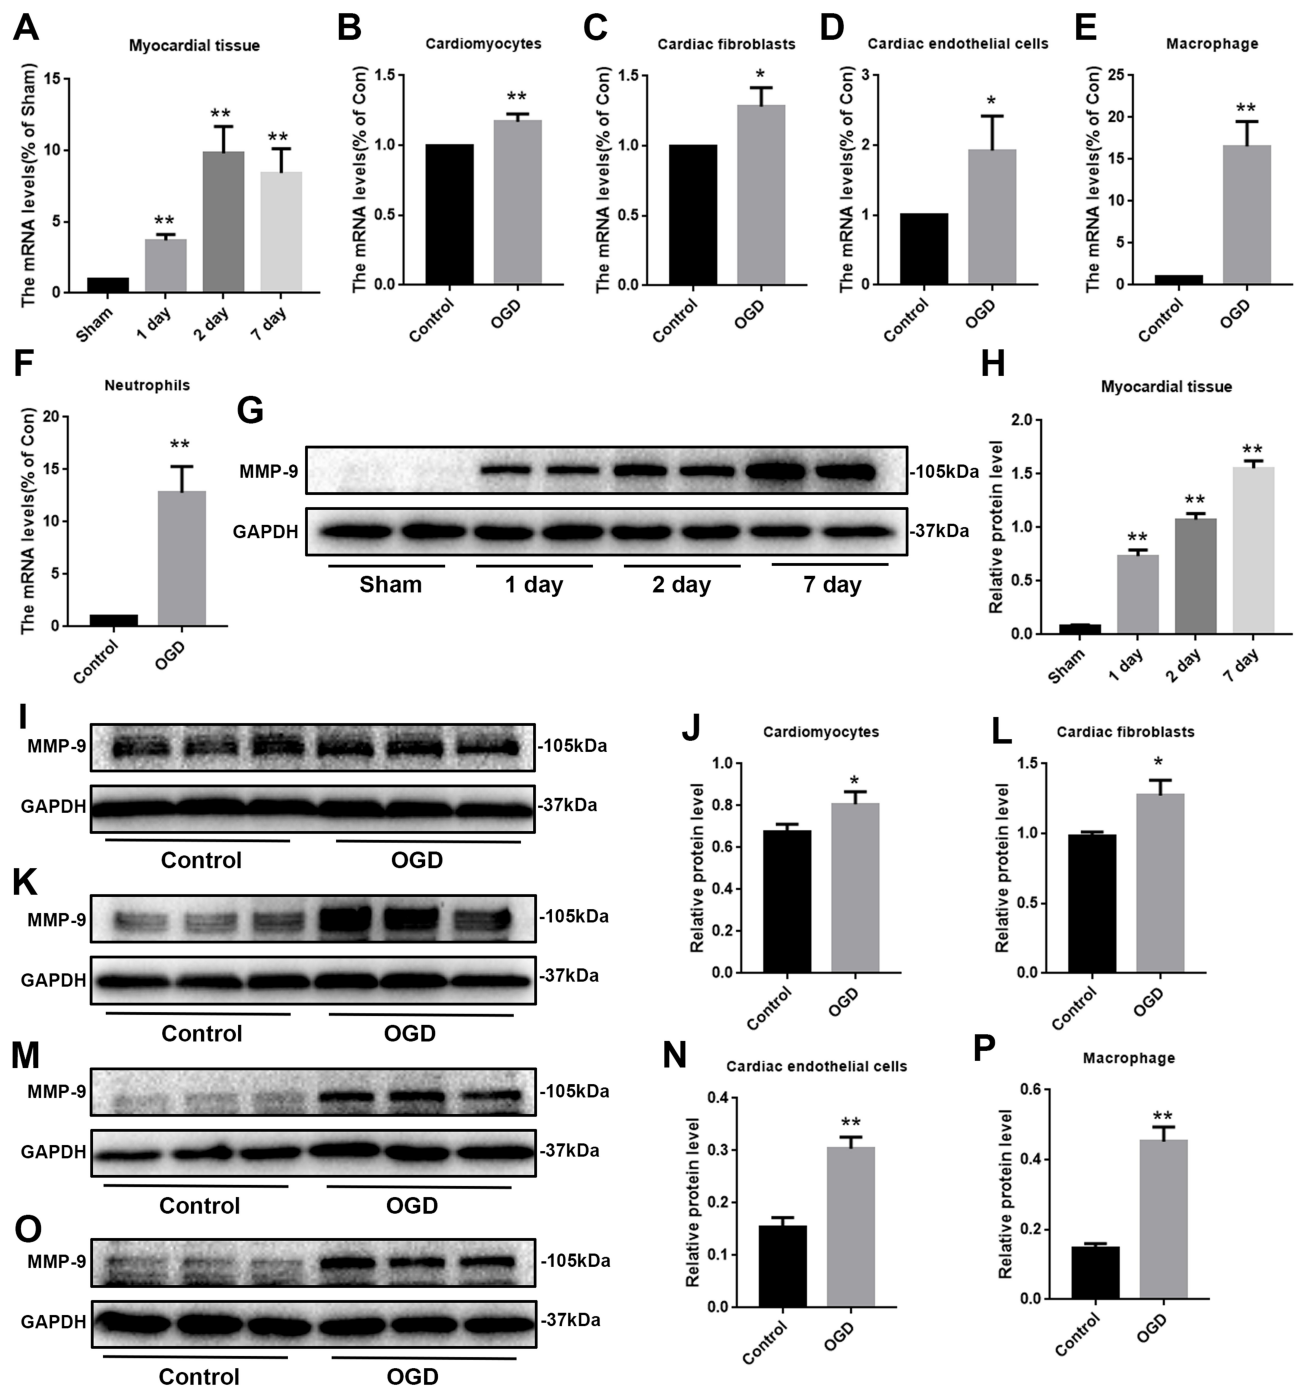 A
Myocardial tissue
The mRNA levels(% of Sham)
15
10
5
0
**
**
**
Sham
1 day
2 day
7 day
B
Cardiomyocytes
The mRNA levels(% of Con)
1.5
1.0
0.5
0.0
**
Control
OGD
C
Cardiac fibroblasts
The mRNA levels(% of Con)
1.5
1.0
0.5
0.0
*
Control
OGD
D
Cardiac endothelial cells
The mRNA levels(% of Con)
3
2
1
0
*
Control
OGD
E
Macrophage
The mRNA levels(% of Con)
25
20
15
10
5
0
**
Control
OGD
F
Neutrophils
The mRNA levels(% of Con)
20
15
10
5
0
**
Control
OGD
G
MMP-9
-105kDa
GAPDH
-37kDa
Sham
1 day
2 day
7 day
H
Myocardial tissue
Relative protein level
2.0
1.5
1.0
0.5
0.0
**
**
**
Sham
1 day
2 day
7 day
I
MMP-9
-105kDa
GAPDH
-37kDa
Control
OGD
J
Cardiomyocytes
Relative protein level
1.0
0.8
0.6
0.4
0.2
0.0
*
Control
OGD
K
MMP-9
-105kDa
GAPDH
-37kDa
Control
OGD
L
Cardiac fibroblasts
Relative protein level
1.5
1.0
0.5
0.0
*
Control
OGD
M
MMP-9
-105kDa
GAPDH
-37kDa
Control
OGD
N
Cardiac endothelial cells
Relative protein level
0.4
0.3
0.2
0.1
0.0
**
Control
OGD
O
MMP-9
-105kDa
GAPDH
-37kDa
Control
OGD
P
Macrophage
Relative protein level
0.6
0.4
0.2
0.0
**
Control
OGD